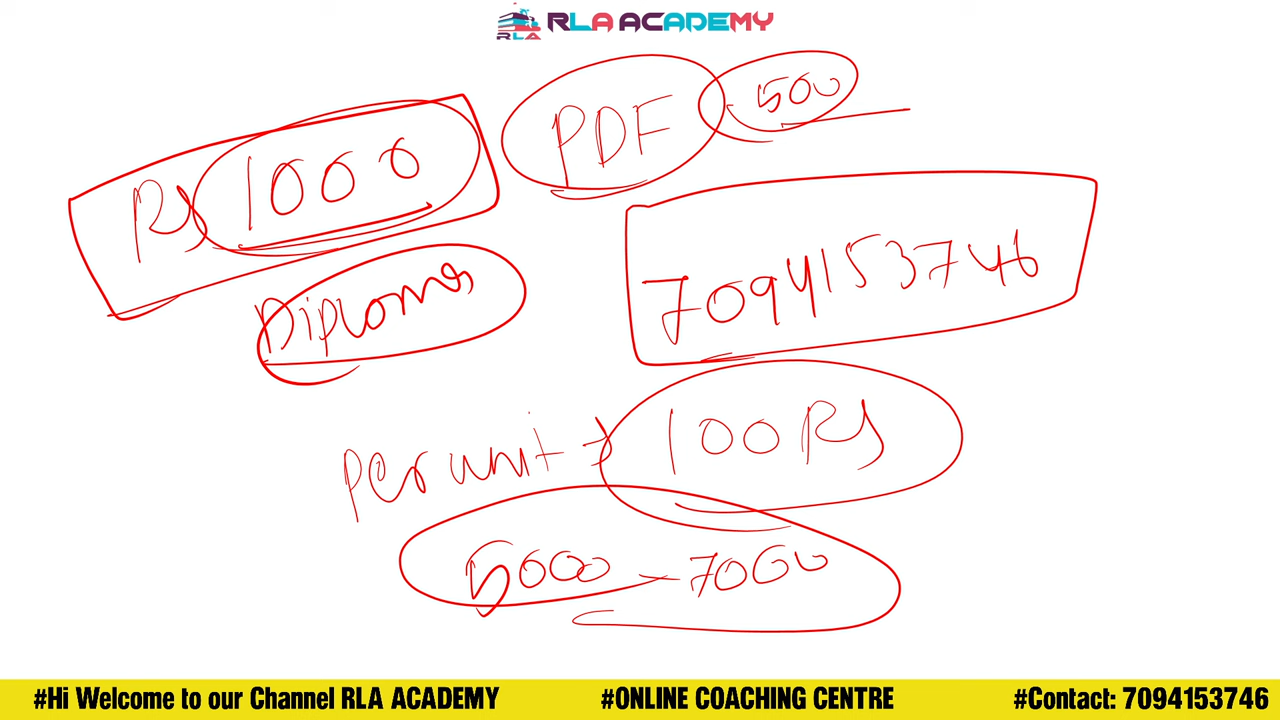 RLA RLA ACADEMY
PDF 500
Rs 1000
Diploma
7094153746
Per unit → 100 Rs
5000 - 7000
#Hi Welcome to our Channel RLA ACADEMY #ONLINE COACHING CENTRE #Contact: 7094153746